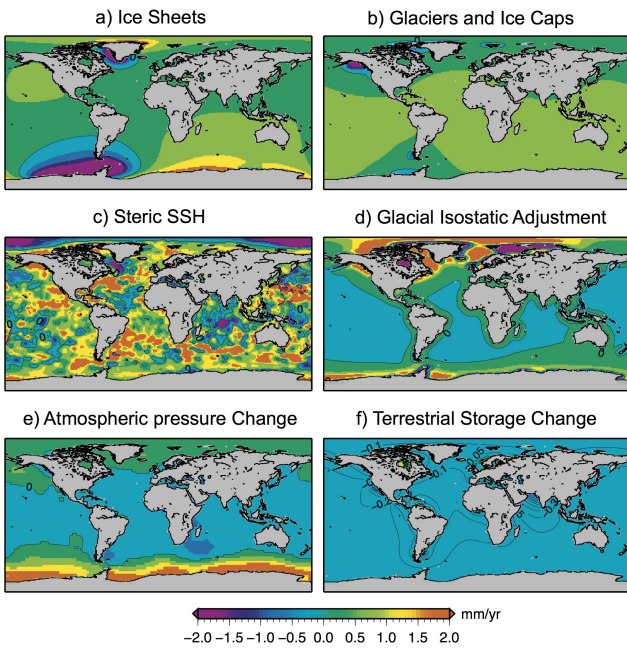 a) Ice Sheets
b) Glaciers and Ice Caps
c) Steric SSH
d) Glacial Isostatic Adjustment
e) Atmospheric pressure Change
f) Terrestrial Storage Change
mm/yr
−2.0 −1.5 −1.0 −0.5 0.0 0.5 1.0 1.5 2.0